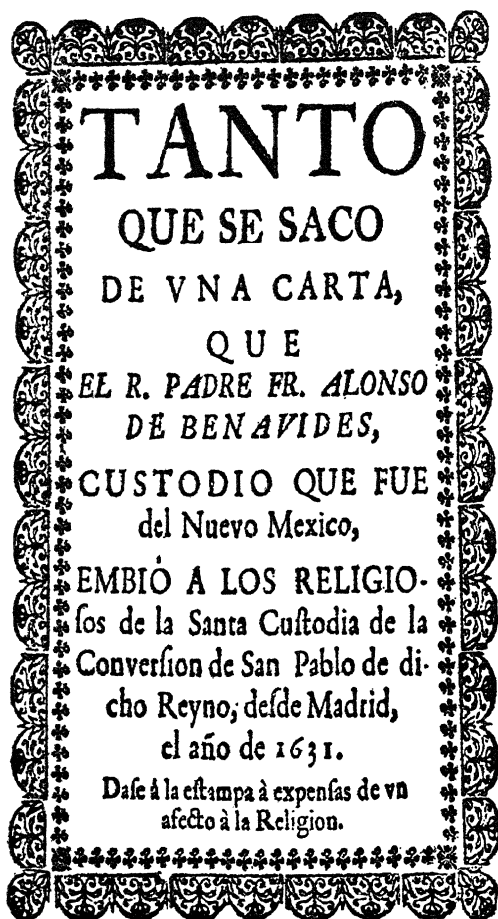 TANTO
QUE SE SACO
DE VNA CARTA,
QUE
EL R. PADRE FR. ALONSO
DE BENAVIDES,
CUSTODIO QUE FUE
del Nuevo Mexico,
EMBIÒ A LOS RELIGIO-
ſos de la Santa Cuſtodia de la
Converſion de San Pablo de di-
cho Reyno, deſde Madrid,
el año de 1631.
Daſe à la eſtampa à expenſas de vn
afecto à la Religion.